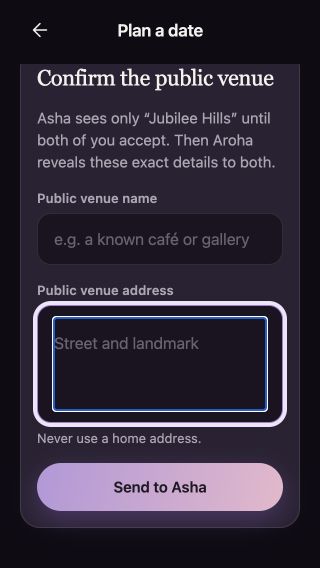 Plan a date
Confirm the public venue
Asha sees only “Jubilee Hills” until
both of you accept. Then Aroha
reveals these exact details to both.
Public venue name
e.g. a known café or gallery
Public venue address
Street and landmark
Never use a home address.
Send to Asha